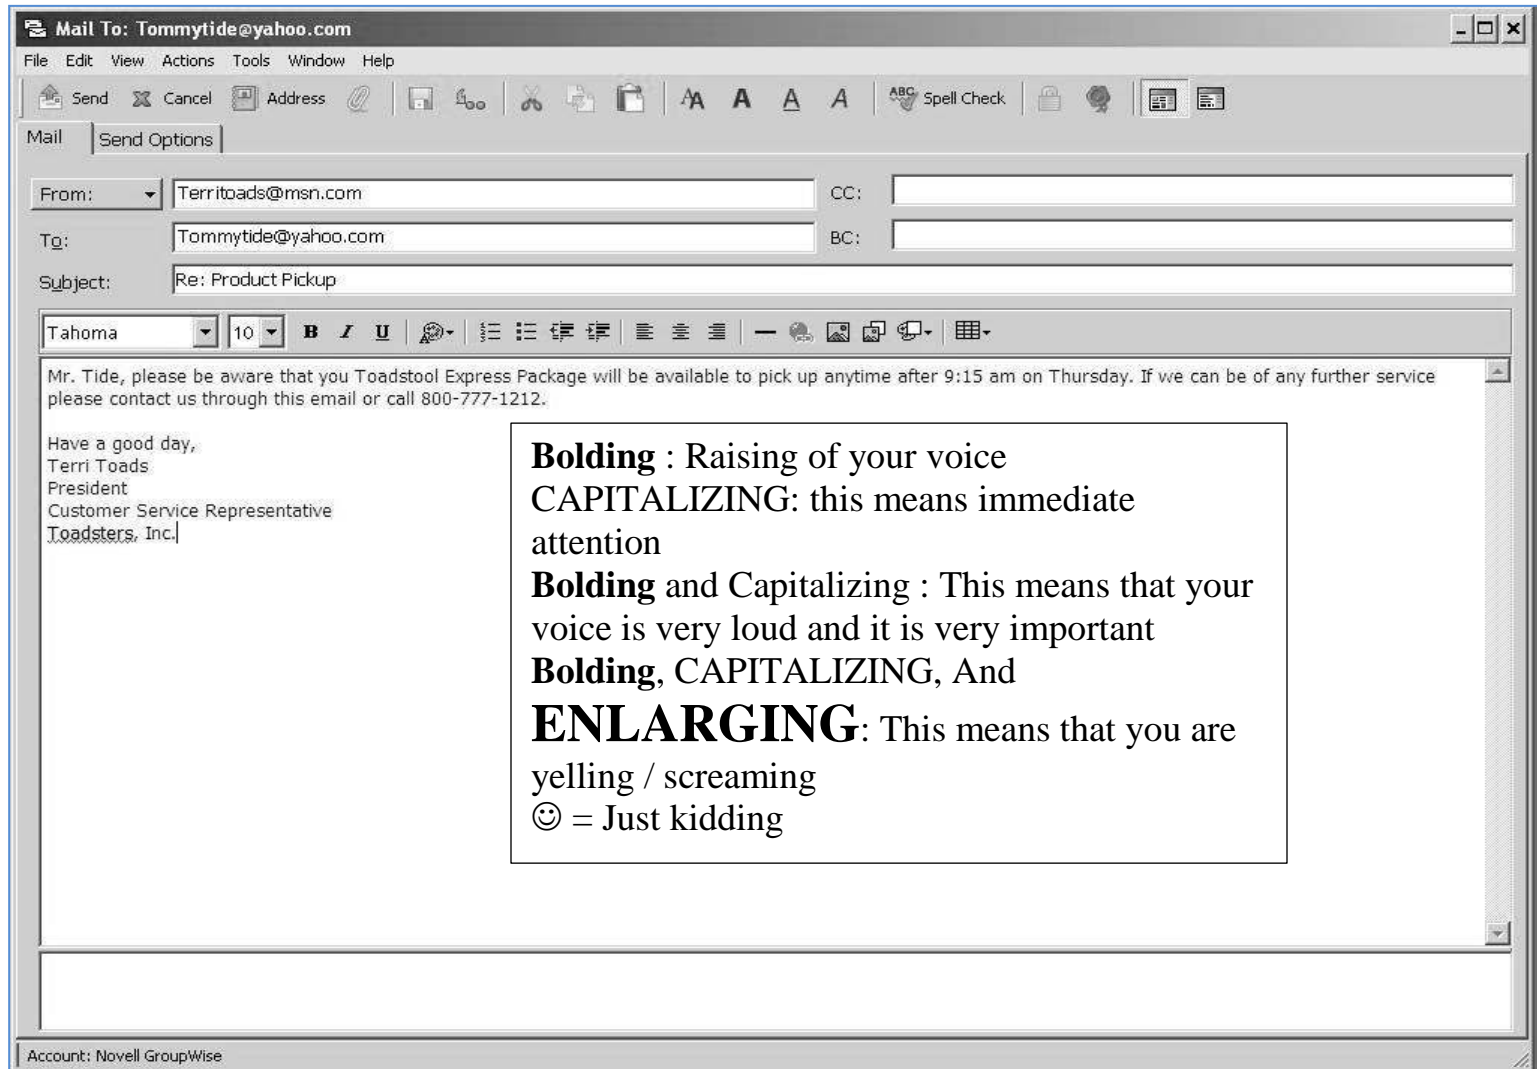 Mail To: Tommytide@yahoo.com
File Edit View Actions Tools Window Help
Send Cancel Address ABC Spell Check
Mail Send Options
From: Territoads@msn.com CC:
To: Tommytide@yahoo.com BC:
Subject: Re: Product Pickup
Tahoma 10 B I U
Mr. Tide, please be aware that you Toadstool Express Package will be available to pick up anytime after 9:15 am on Thursday. If we can be of any further service
please contact us through this email or call 800-777-1212.
Have a good day,
Terri Toads
President
Customer Service Representative
Toadsters, Inc.
Bolding : Raising of your voice
CAPITALIZING: this means immediate
attention
Bolding and Capitalizing : This means that your
voice is very loud and it is very important
Bolding, CAPITALIZING, And
ENLARGING: This means that you are
yelling / screaming
☺ = Just kidding
Account: Novell GroupWise